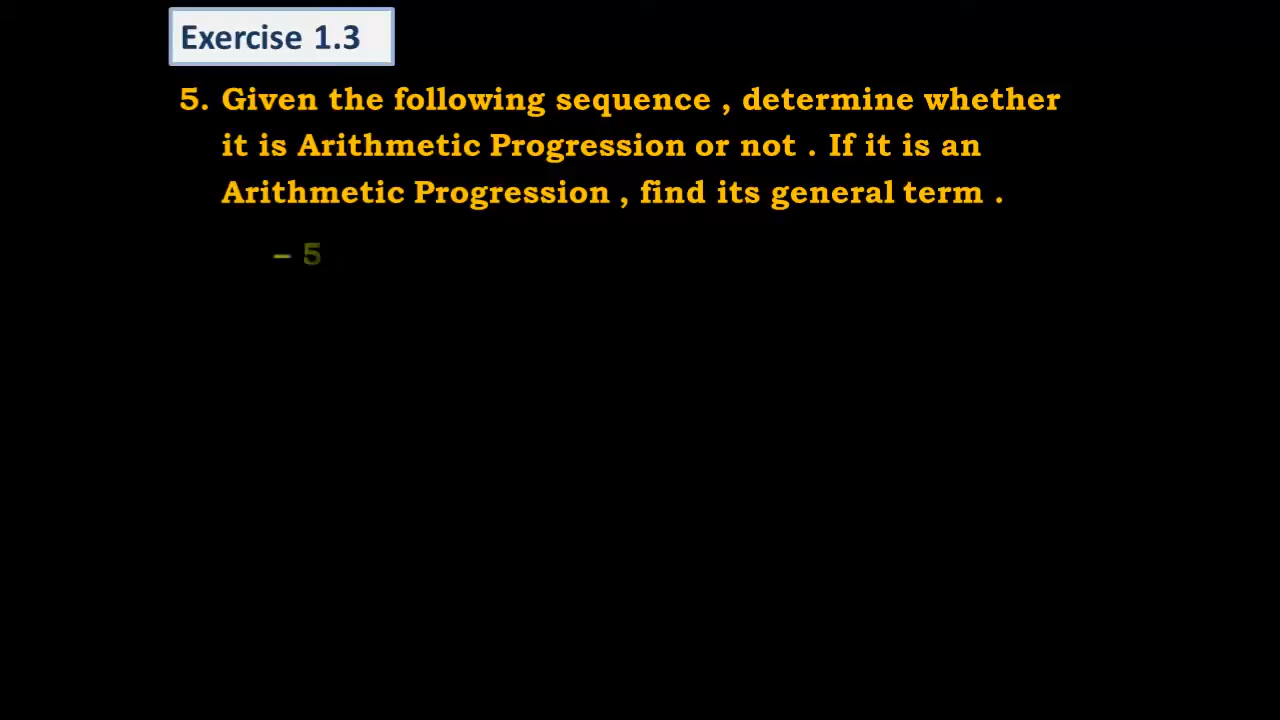 Exercise 1.3
5. Given the following sequence , determine whether
it is Arithmetic Progression or not . If it is an
Arithmetic Progression , find its general term .
– 5